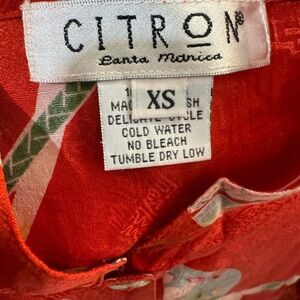 CITRON®
Santa Monica
XS
DELICATE CYCLE
COLD WATER
NO BLEACH
TUMBLE DRY LOW